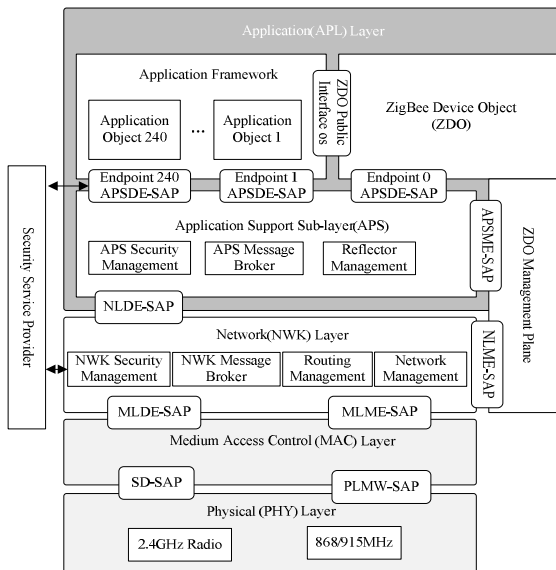 Application(APL) Layer
Application Framework
Application
Object 240
...
Application
Object 1
ZDO Public
Interface os
ZigBee Device Object
(ZDO)
Endpoint 240
APSDE-SAP
Endpoint 1
APSDE-SAP
Endpoint 0
APSDE-SAP
Application Support Sub-layer(APS)
APS Security
Management
APS Message
Broker
Reflector
Management
APSME-SAP
ZDO Management Plane
Security Service Provider
NLDE-SAP
Network(NWK) Layer
NWK Security
Management
NWK Message
Broker
Routing
Management
Network
Management
NLME-SAP
MLDE-SAP
MLME-SAP
Medium Access Control (MAC) Layer
SD-SAP
PLMW-SAP
Physical (PHY) Layer
2.4GHz Radio
868/915MHz